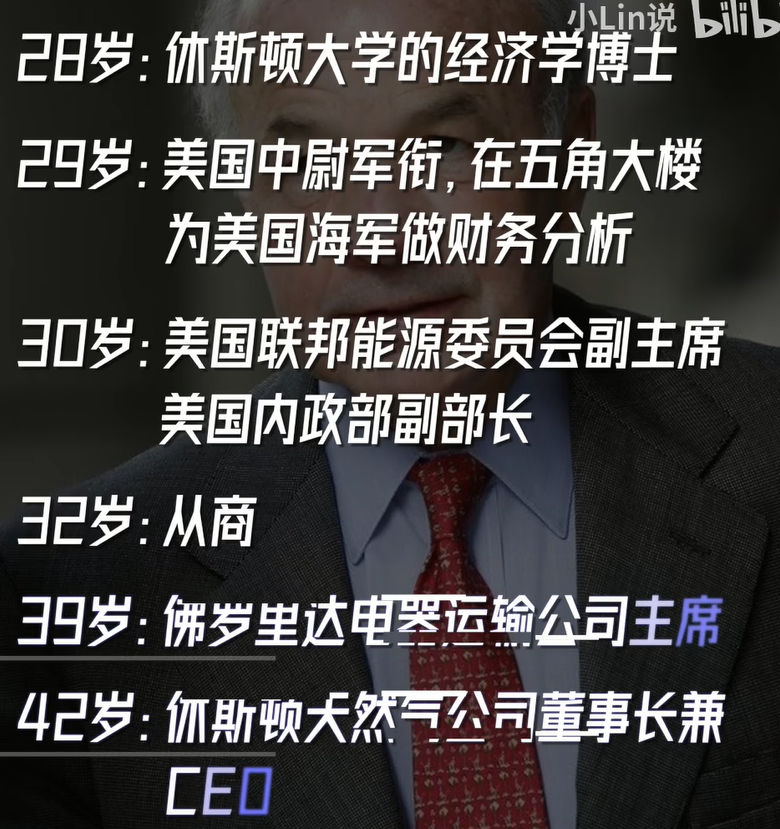 小Lin说 bilib
28岁: 休斯顿大学的经济学博士
29岁: 美国中尉军衔, 在五角大楼
为美国海军做财务分析
30岁: 美国联邦能源委员会副主席
美国内政部副部长
32岁: 从商
39岁: 佛罗里达电器运输公司主席
42岁: 休斯顿天然气公司董事长兼
CEO